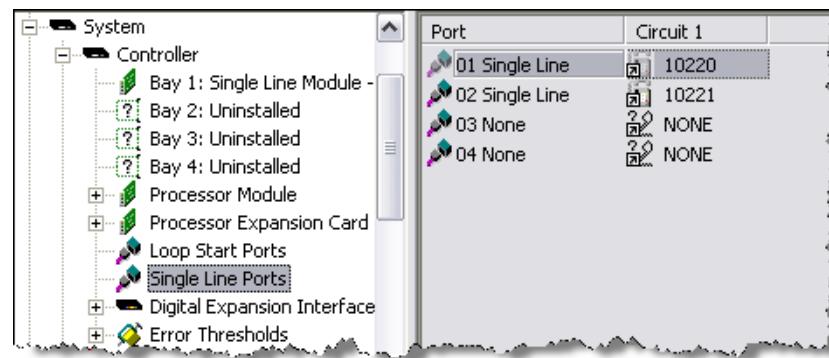 System
Controller
Bay 1: Single Line Module -
Bay 2: Uninstalled
Bay 3: Uninstalled
Bay 4: Uninstalled
Processor Module
Processor Expansion Card
Loop Start Ports
Single Line Ports
Digital Expansion Interface
Error Thresholds
Port Circuit 1
01 Single Line 10220
02 Single Line 10221
03 None NONE
04 None NONE